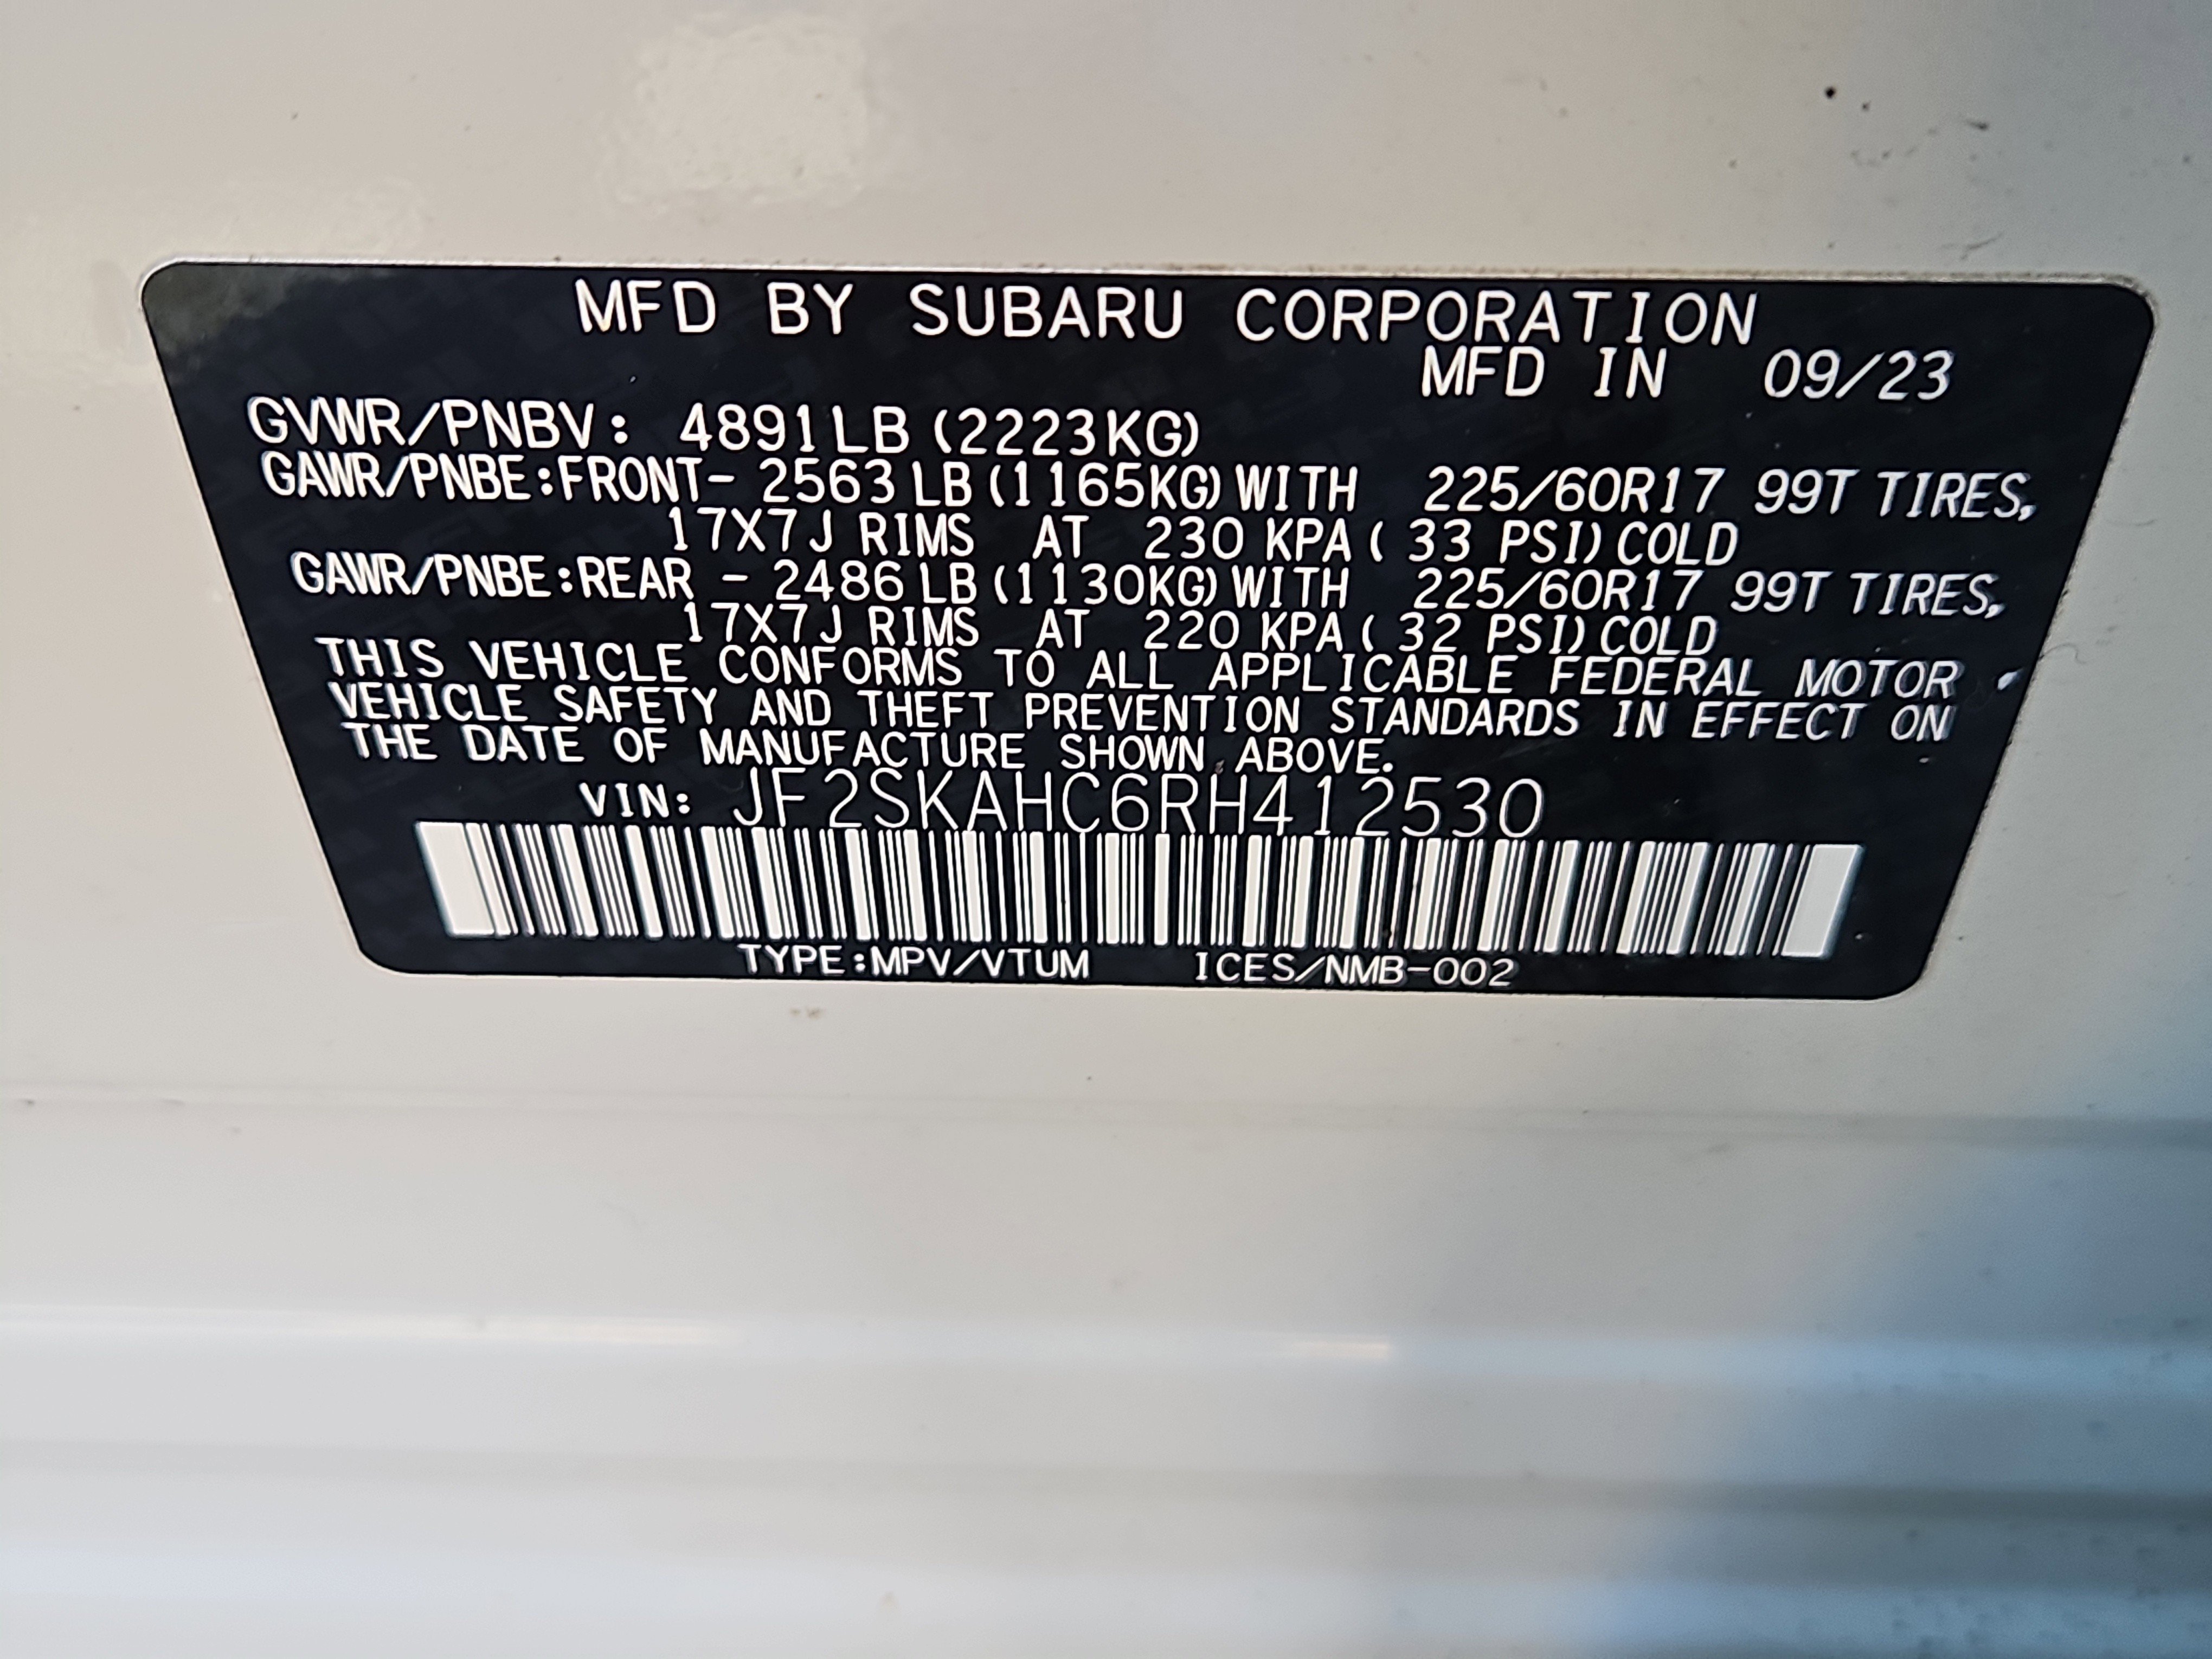 MFD BY SUBARU CORPORATION
MFD IN 09/23
GVWR/PNBV: 4891LB (2223KG)
GAWR/PNBE:FRONT- 2563 LB (1165KG) WITH 225/60R17 99T TIRES,
17X7J RIMS AT 230 KPA ( 33 PSI) COLD
GAWR/PNBE:REAR - 2486 LB (1130KG) WITH 225/60R17 99T TIRES,
17X7J RIMS AT 220 KPA ( 32 PSI) COLD
THIS VEHICLE CONFORMS TO ALL APPLICABLE FEDERAL MOTOR
VEHICLE SAFETY AND THEFT PREVENTION STANDARDS IN EFFECT ON
THE DATE OF MANUFACTURE SHOWN ABOVE.
VIN: JF2SKAHC6RH412530
TYPE:MPV/VTUM ICES/NMB-002